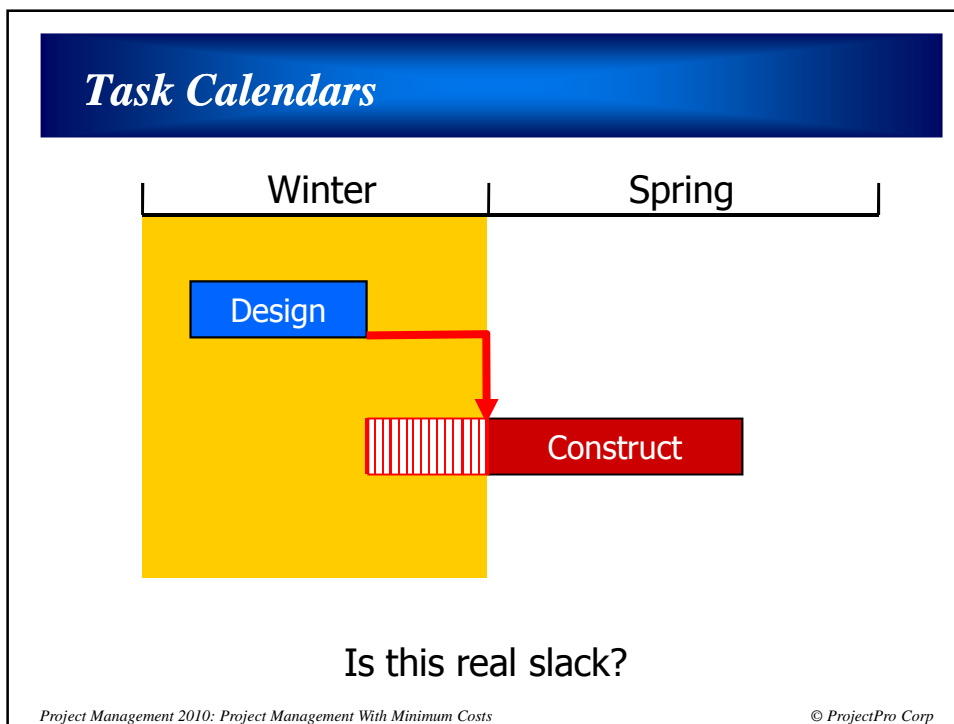 Task Calendars
Winter Spring
Design
Construct
Is this real slack?
Project Management 2010: Project Management With Minimum Costs © ProjectPro Corp